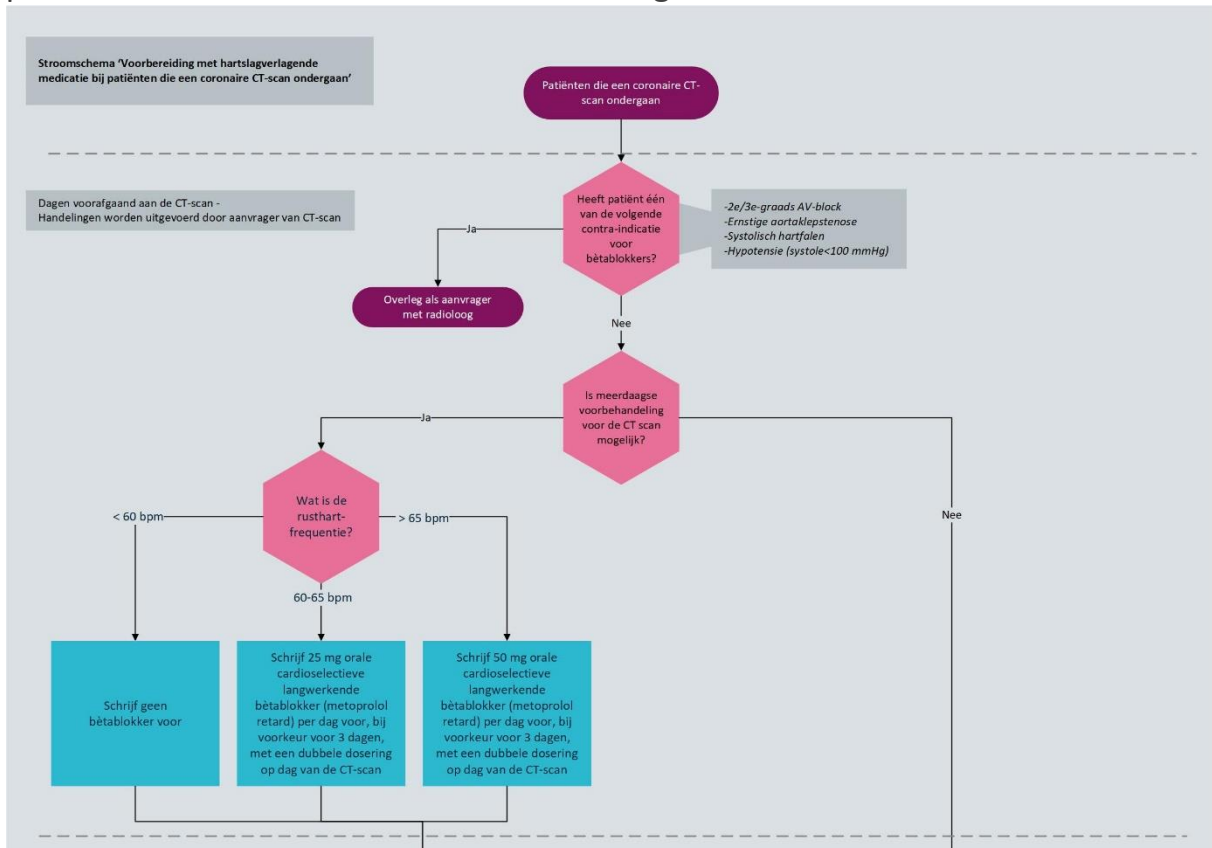 Stroomschema ‘Voorbereiding met hartslagverlagende
medicatie bij patiënten die een coronaire CT-scan ondergaan’
Patiënten die een coronaire CT-
scan ondergaan
Dagen voorafgaand aan de CT-scan -
Handelingen worden uitgevoerd door aanvrager van CT-scan
Heeft patiënt één
van de volgende
contra-indicatie
voor
bètablokkers?
-2e/3e-graads AV-block
-Ernstige aortaklepstenose
-Systolisch hartfalen
-Hypotensie (systole<100 mmHg)
Ja
Overleg als aanvrager
met radioloog
Nee
Is meerdaagse
voorbehandeling
voor de CT scan
mogelijk?
Ja
Nee
Wat is de
rusthart-
frequentie?
< 60 bpm
> 65 bpm
60-65 bpm
Schrijf geen
bètablokker voor
Schrijf 25 mg orale
cardioselectieve
langwerkende
bètablokker (metoprolol
retard) per dag voor, bij
voorkeur voor 3 dagen,
met een dubbele dosering
op dag van de CT-scan
Schrijf 50 mg orale
cardioselectieve
langwerkende
bètablokker (metoprolol
retard) per dag voor, bij
voorkeur voor 3 dagen,
met een dubbele dosering
op dag van de CT-scan